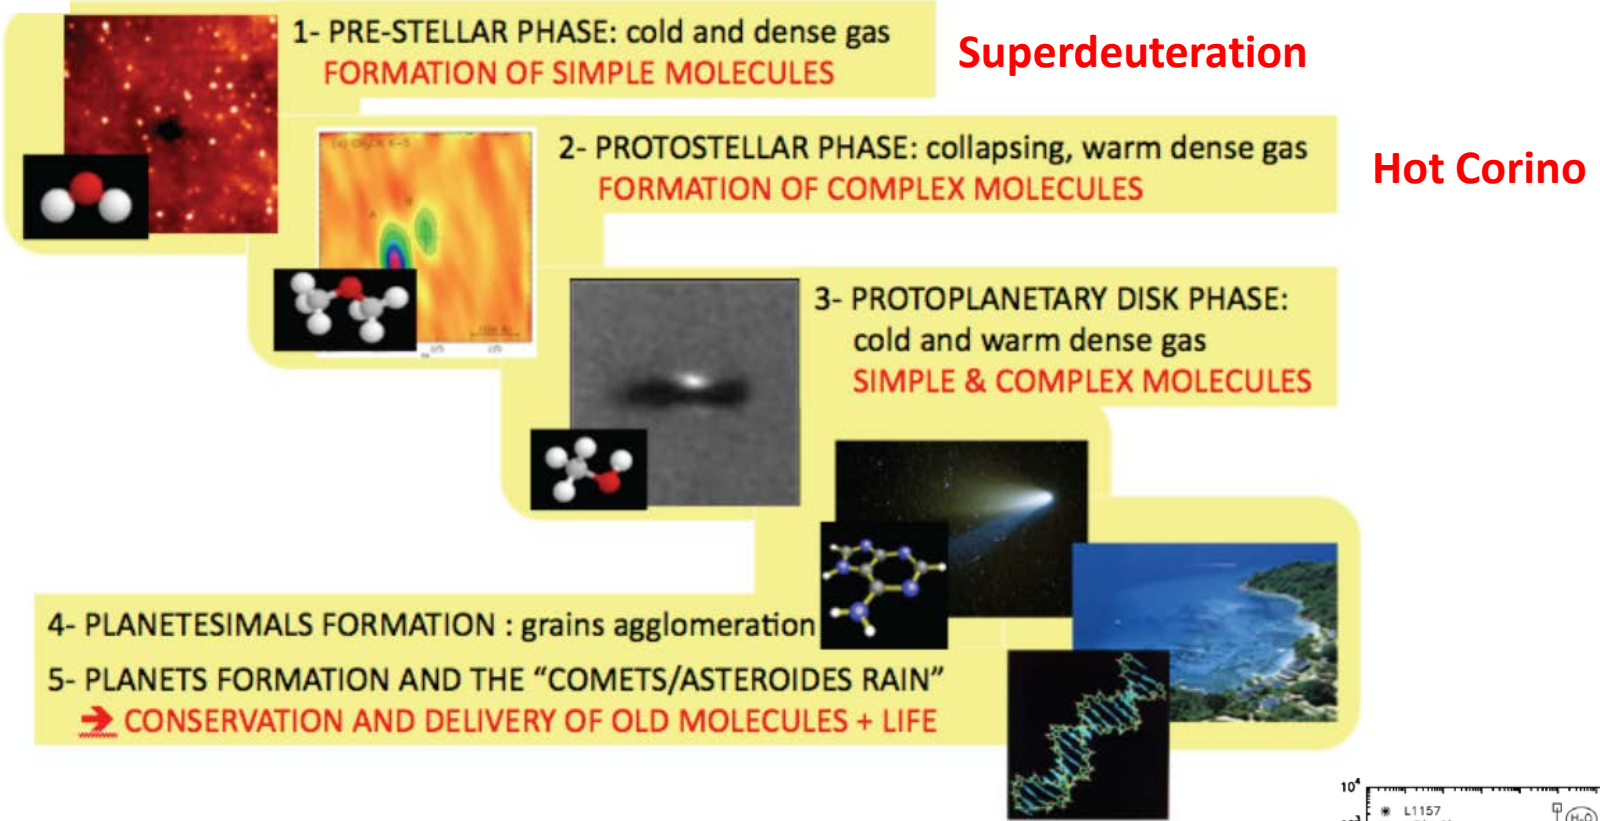 1- PRE-STELLAR PHASE: cold and dense gas
FORMATION OF SIMPLE MOLECULES
Superdeuteration
2- PROTOSTELLAR PHASE: collapsing, warm dense gas
FORMATION OF COMPLEX MOLECULES
Hot Corino
3- PROTOPLANETARY DISK PHASE:
cold and warm dense gas
SIMPLE & COMPLEX MOLECULES
4- PLANETESIMALS FORMATION : grains agglomeration
5- PLANETS FORMATION AND THE “COMETS/ASTEROIDES RAIN”
➔ CONSERVATION AND DELIVERY OF OLD MOLECULES + LIFE
10⁴
L1157
H₂O